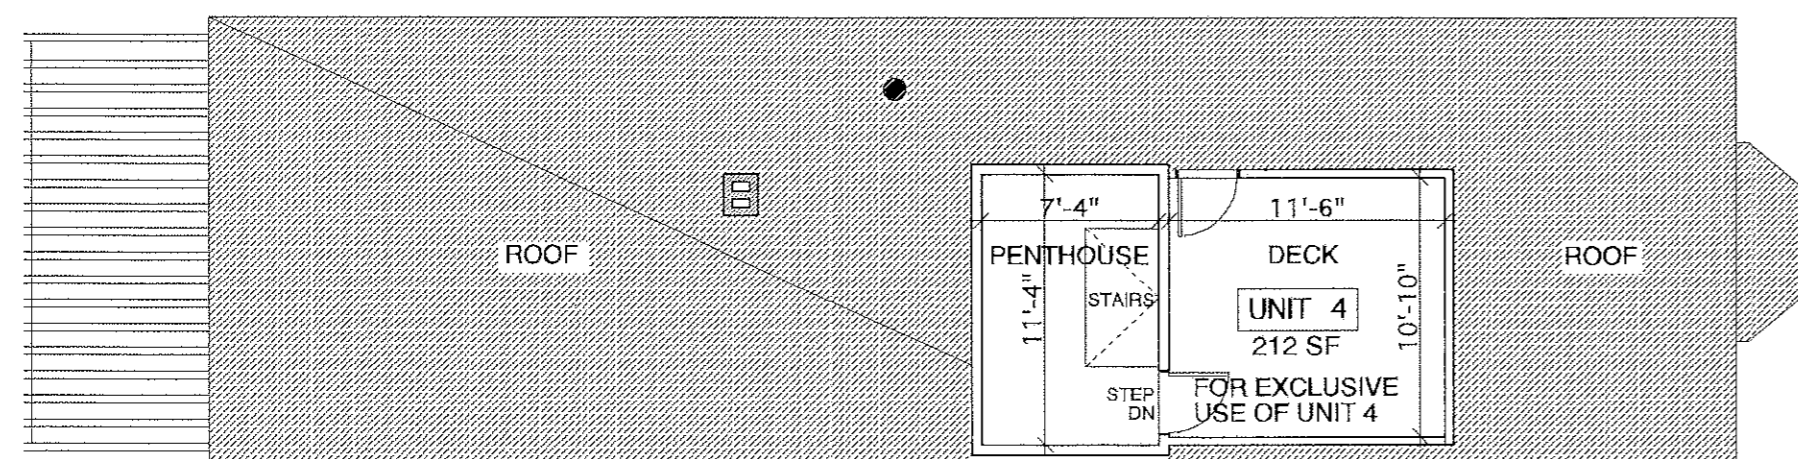 7'-4"
11'-6"
ROOF
PENTHOUSE
DECK
ROOF
STAIRS
11'-4"
UNIT 4
10'-10"
212 SF
STEP
DN
FOR EXCLUSIVE
USE OF UNIT 4